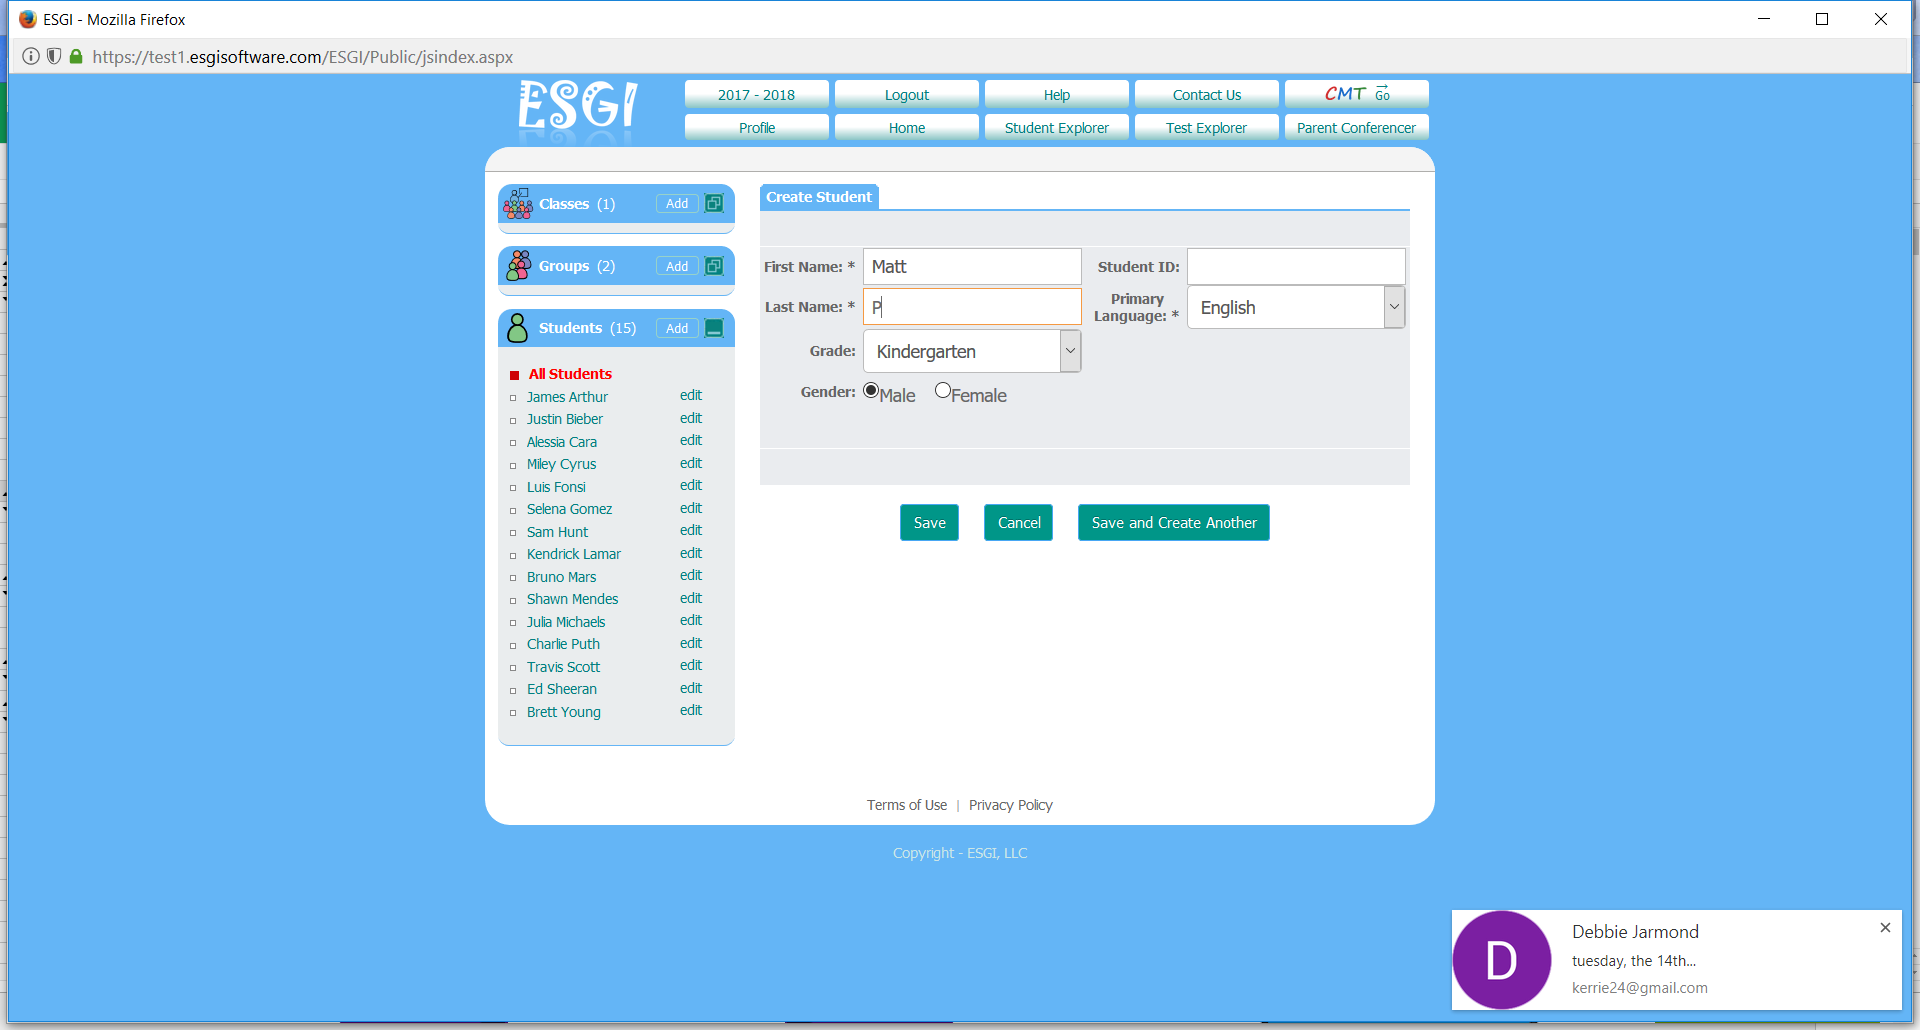 ESGI - Mozilla Firefox
https://test1.esgisoftware.com/ESGI/Public/jsindex.aspx
ESGI
2017 - 2018
Logout
Help
Contact Us
CMT Go
Profile
Home
Student Explorer
Test Explorer
Parent Conferencer
Classes (1) Add
Groups (2) Add
Students (15) Add
All Students
James Arthur edit
Justin Bieber edit
Alessia Cara edit
Miley Cyrus edit
Luis Fonsi edit
Selena Gomez edit
Sam Hunt edit
Kendrick Lamar edit
Bruno Mars edit
Shawn Mendes edit
Julia Michaels edit
Charlie Puth edit
Travis Scott edit
Ed Sheeran edit
Brett Young edit
Create Student
First Name: * Matt
Student ID:
Last Name: * P
Primary
Language: * English
Grade: Kindergarten
Gender: Male Female
Save
Cancel
Save and Create Another
Terms of Use | Privacy Policy
Copyright - ESGI, LLC
D
Debbie Jarmond
tuesday, the 14th...
kerrie24@gmail.com